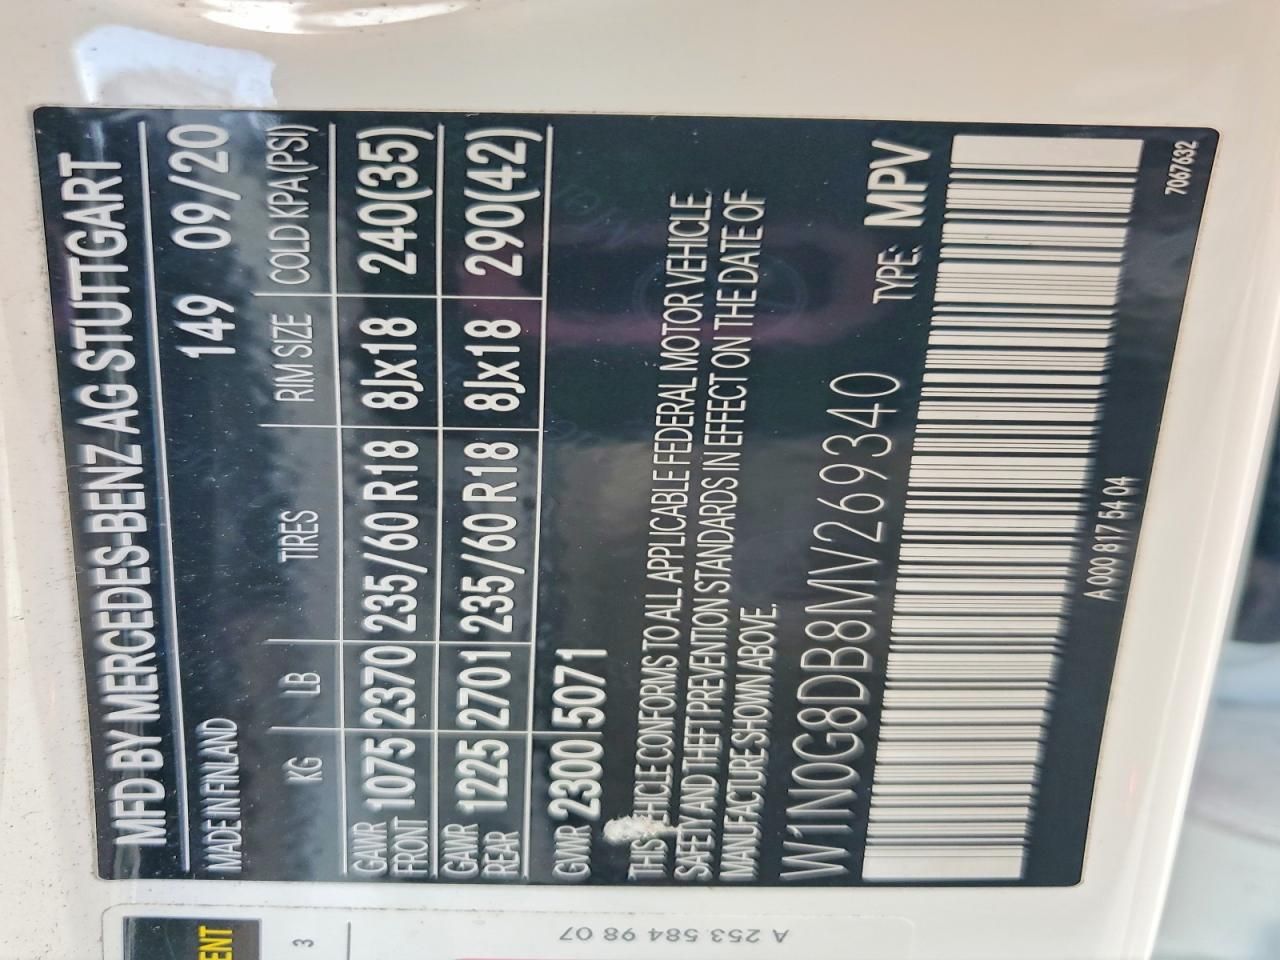 MFD BY MERCEDES-BENZ AG STUTTGART
MADE IN FINLAND 149 09/20
KG LB TIRES RIM SIZE COLD KPA(PSI)
GAWR FRONT 1075 2370 235/60 R18 8Jx18 240(35)
GAWR REAR 1225 2701 235/60 R18 8Jx18 290(42)
GVWR 2300 5071
THIS VEHICLE CONFORMS TO ALL APPLICABLE FEDERAL MOTOR VEHICLE
SAFETY AND THEFT PREVENTION STANDARDS IN EFFECT ON THE DATE OF
MANUFACTURE SHOWN ABOVE.
W1N0G8DB8MV269340 TYPE: MPV
A 000 817 54 04
7067632
ENT
3
A 253 584 98 07